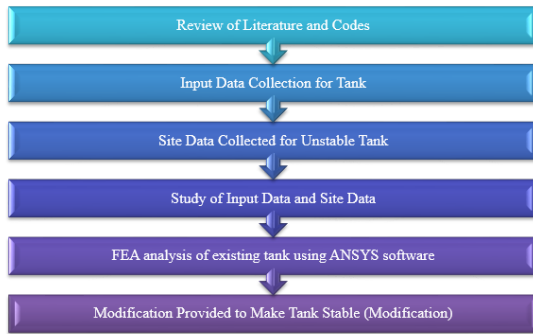 Review of Literature and Codes
Input Data Collection for Tank
Site Data Collected for Unstable Tank
Study of Input Data and Site Data
FEA analysis of existing tank using ANSYS software
Modification Provided to Make Tank Stable (Modification)